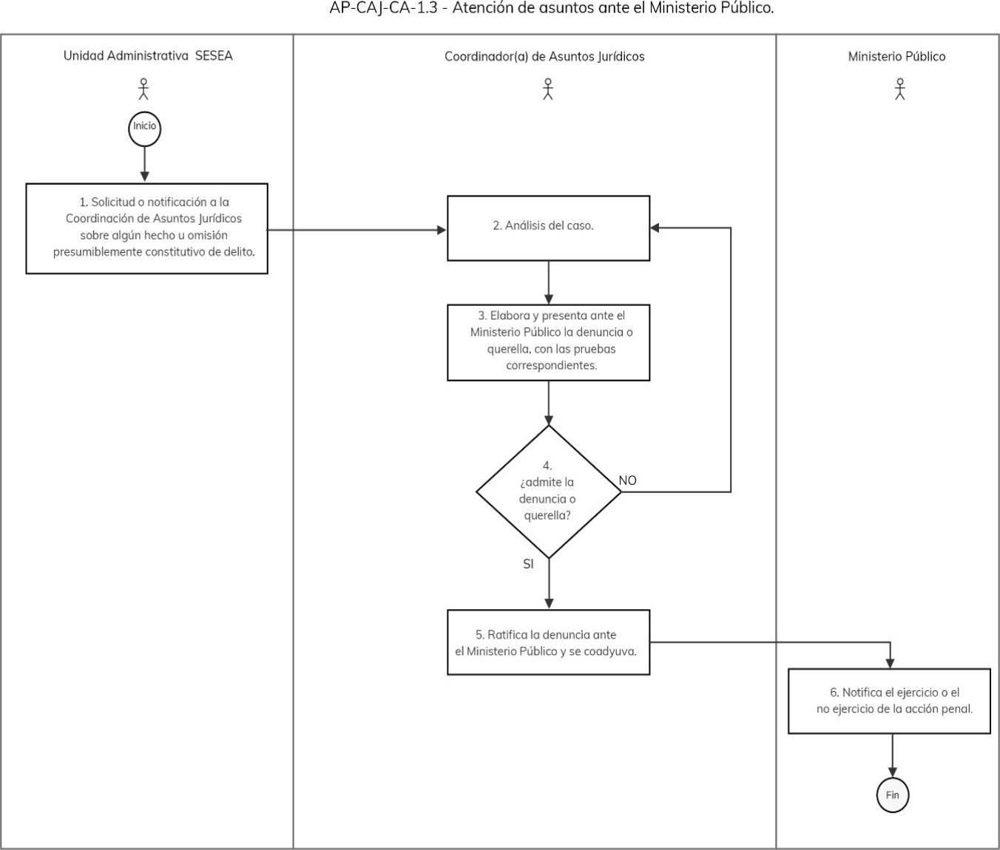 AP-CAJ-CA-1.3 - Atención de asuntos ante el Ministerio Público.
Unidad Administrativa SESEA
Coordinador(a) de Asuntos Jurídicos
Ministerio Público
Inicio
1. Solicitud o notificación a la
Coordinación de Asuntos Jurídicos
sobre algún hecho u omisión
presumiblemente constitutivo de delito.
2. Análisis del caso.
3. Elabora y presenta ante el
Ministerio Público la denuncia o
querella, con las pruebas
correspondientes.
4.
¿admite la
denuncia o
querella?
NO
SI
5. Ratifica la denuncia ante
el Ministerio Público y se coadyuva.
6. Notifica el ejercicio o el
no ejercicio de la acción penal.
Fin